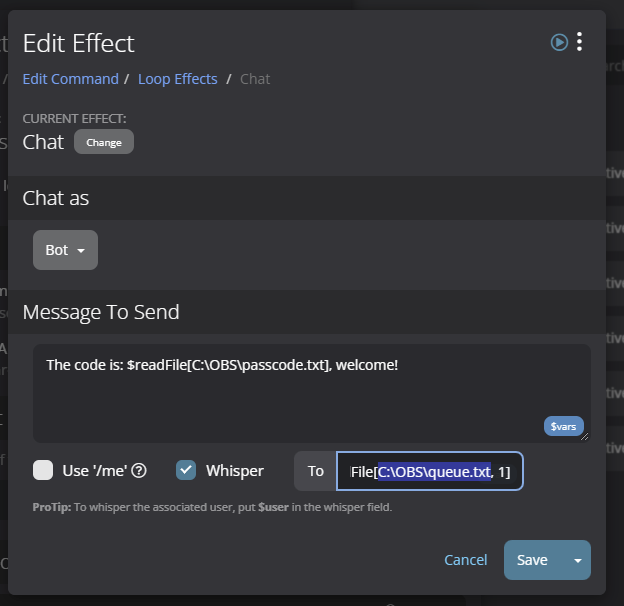 Edit Effect
Edit Command / Loop Effects / Chat
CURRENT EFFECT:
Chat Change
Chat as
Bot
Message To Send
The code is: $readFile[C:\OBS\passcode.txt], welcome!
$vars
Use '/me' Whisper To File[C:\OBS\queue.txt, 1]
ProTip: To whisper the associated user, put $user in the whisper field.
Cancel Save